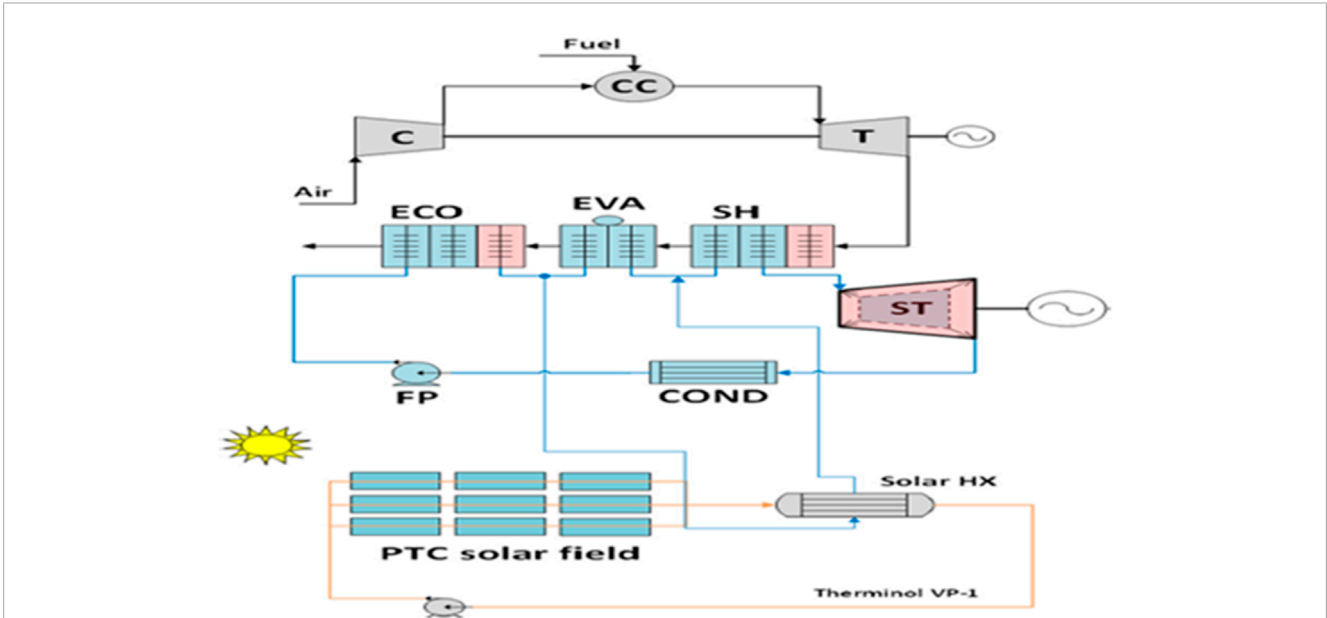 Fuel
CC
C
T
Air
ECO
EVA
SH
ST
FP
COND
Solar HX
PTC solar field
Therminol VP-1